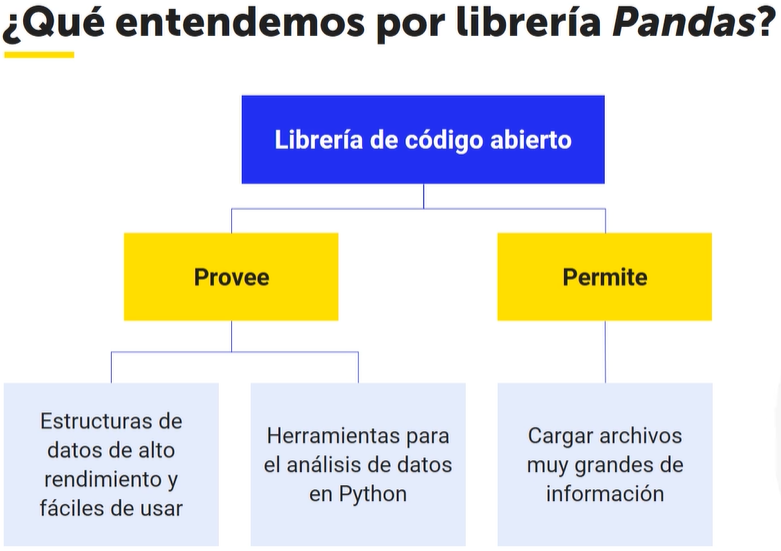 ¿Qué entendemos por librería Pandas?
Librería de código abierto
Provee
Permite
Estructuras de
datos de alto
rendimiento y
fáciles de usar
Herramientas para
el análisis de datos
en Python
Cargar archivos
muy grandes de
información